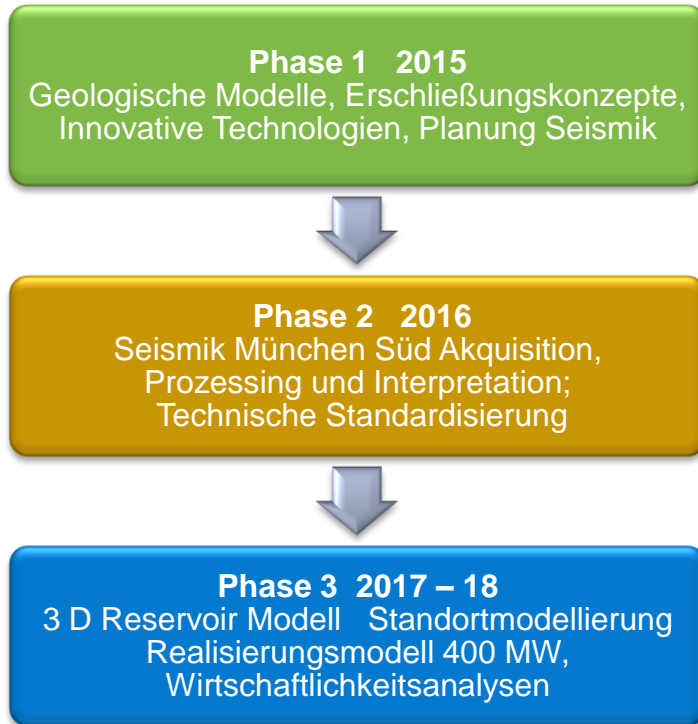 Phase 1 2015
Geologische Modelle, Erschließungskonzepte,
Innovative Technologien, Planung Seismik
Phase 2 2016
Seismik München Süd Akquisition,
Prozessing und Interpretation;
Technische Standardisierung
Phase 3 2017 – 18
3 D Reservoir Modell Standortmodellierung
Realisierungsmodell 400 MW,
Wirtschaftlichkeitsanalysen